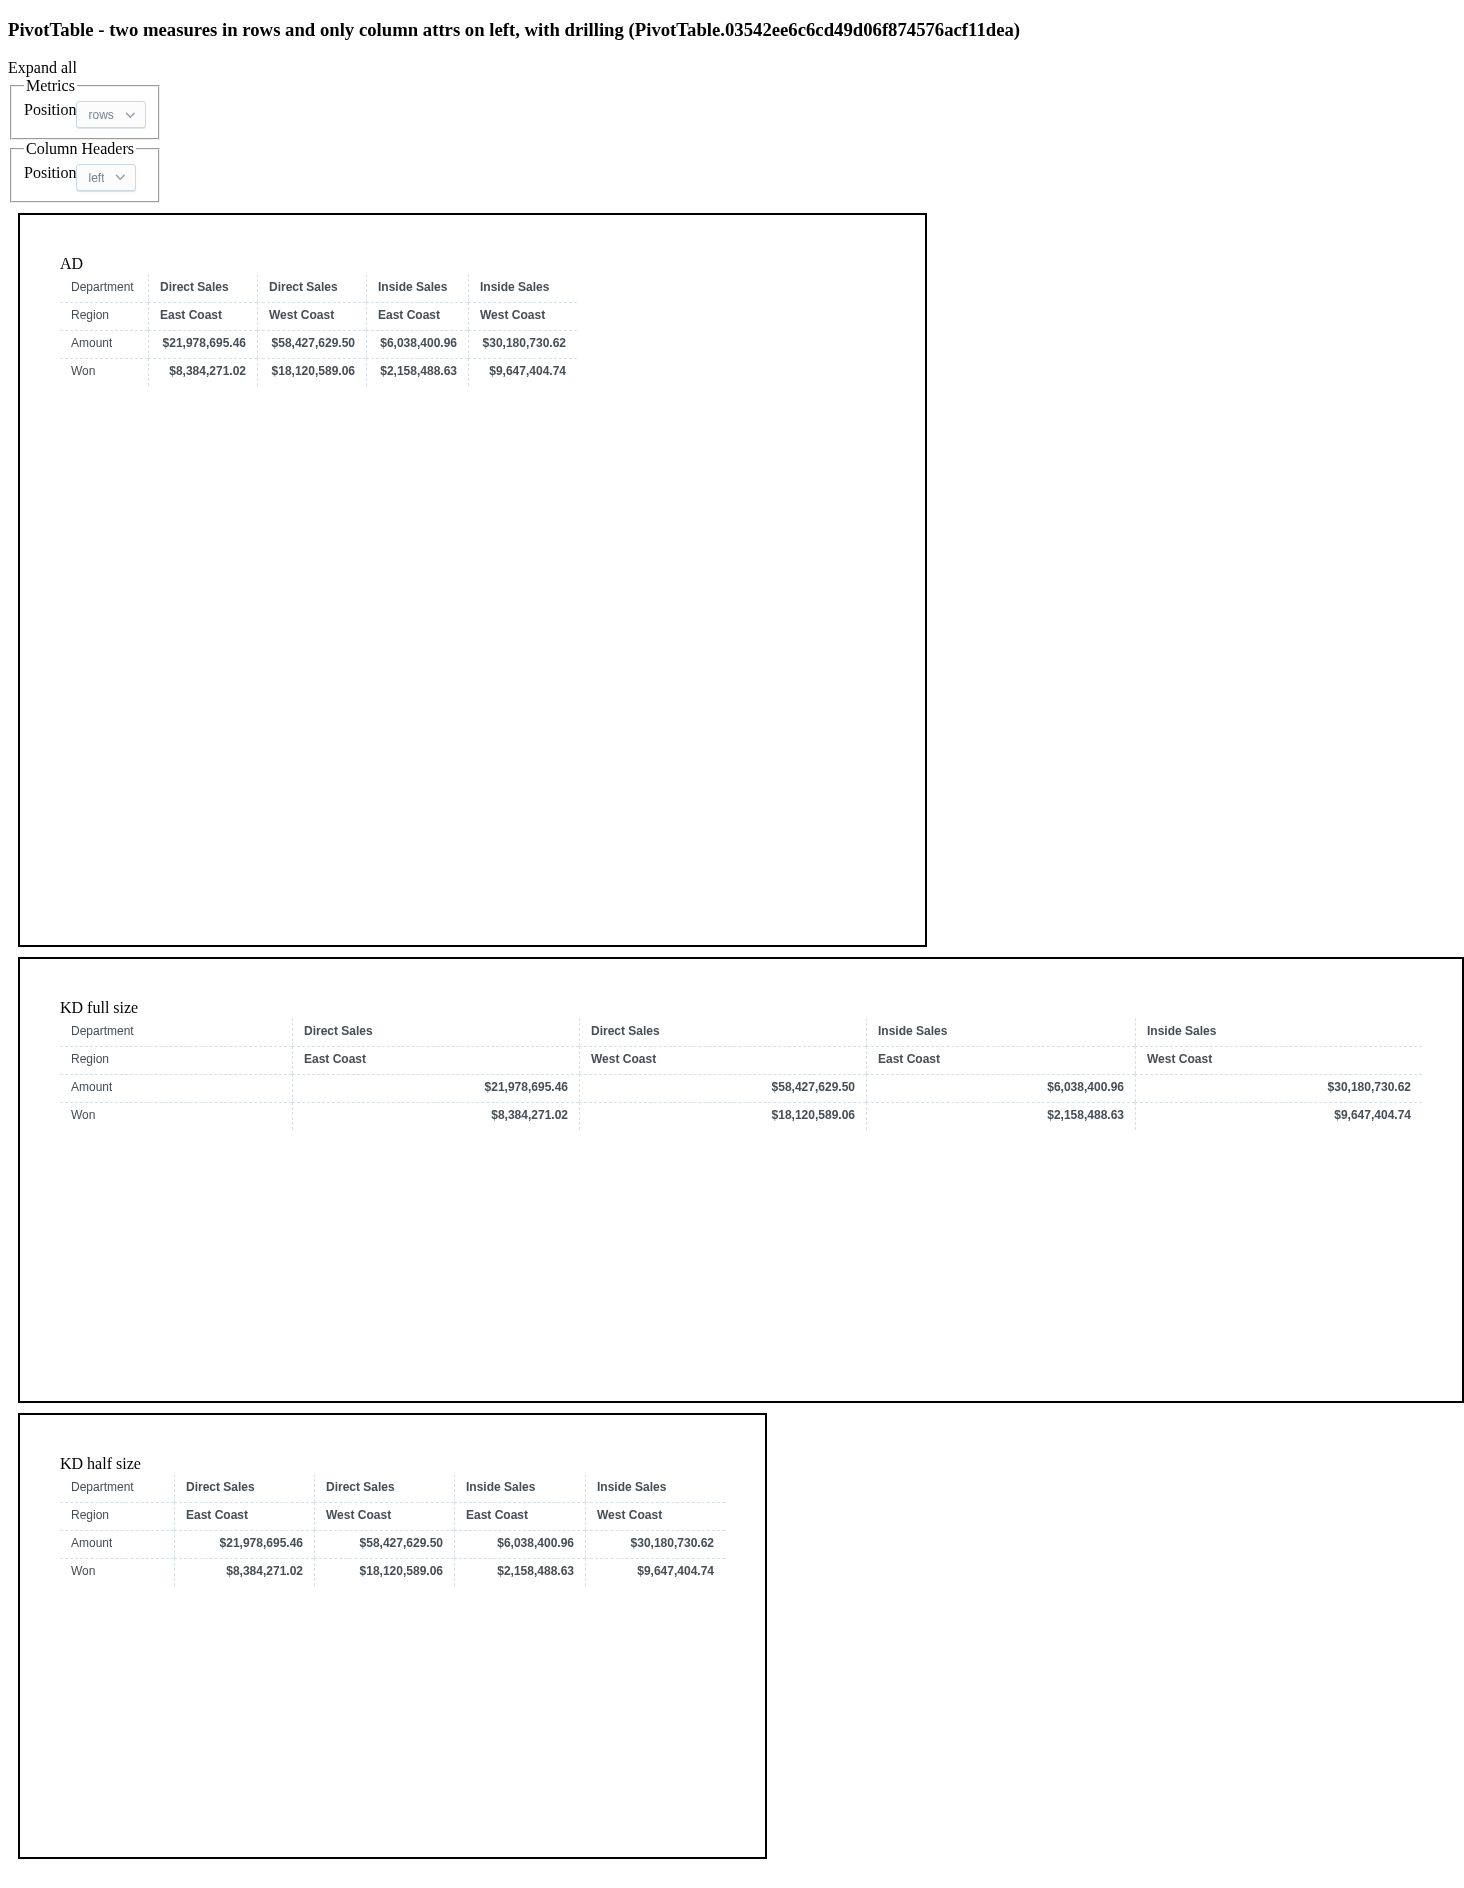 PivotTable - two measures in rows and only column attrs on left, with drilling (PivotTable.03542ee6c6cd49d06f874576acf11dea)
Expand all
Metrics
Position rows
Column Headers
Position left
AD
Department Direct Sales Direct Sales Inside Sales Inside Sales
Region East Coast West Coast East Coast West Coast
Amount $21,978,695.46 $58,427,629.50 $6,038,400.96 $30,180,730.62
Won $8,384,271.02 $18,120,589.06 $2,158,488.63 $9,647,404.74
KD full size
Department Direct Sales Direct Sales Inside Sales Inside Sales
Region East Coast West Coast East Coast West Coast
Amount $21,978,695.46 $58,427,629.50 $6,038,400.96 $30,180,730.62
Won $8,384,271.02 $18,120,589.06 $2,158,488.63 $9,647,404.74
KD half size
Department Direct Sales Direct Sales Inside Sales Inside Sales
Region East Coast West Coast East Coast West Coast
Amount $21,978,695.46 $58,427,629.50 $6,038,400.96 $30,180,730.62
Won $8,384,271.02 $18,120,589.06 $2,158,488.63 $9,647,404.74